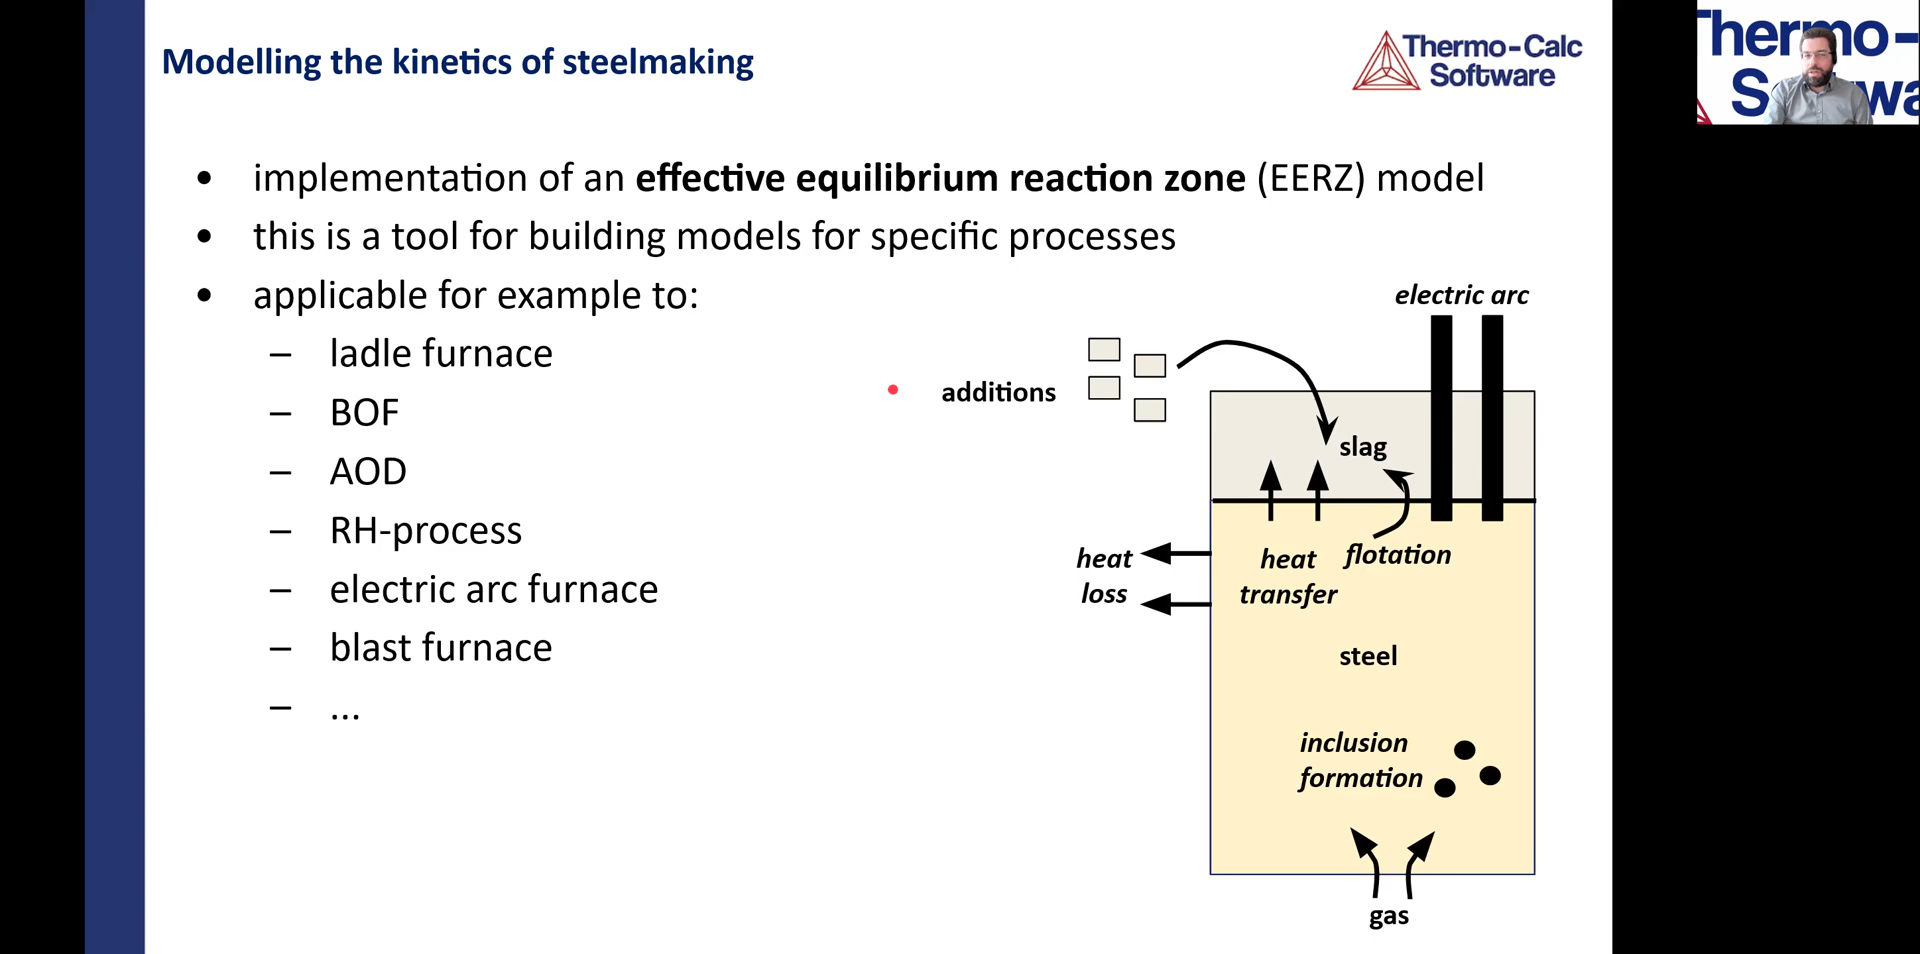 Modelling the kinetics of steelmaking
Thermo-Calc
Software
• implementation of an effective equilibrium reaction zone (EERZ) model
• this is a tool for building models for specific processes
• applicable for example to:
– ladle furnace
– BOF
– AOD
– RH-process
– electric arc furnace
– blast furnace
– ...
electric arc
additions
slag
heat
loss
heat
transfer
flotation
steel
inclusion
formation
gas